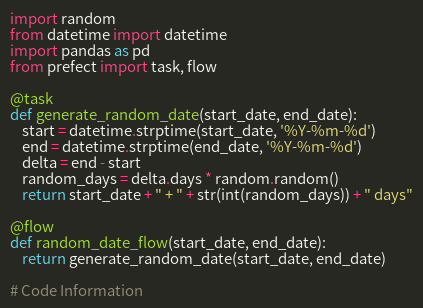 import random
from datetime import datetime
import pandas as pd
from prefect import task, flow

@task
def generate_random_date(start_date, end_date):
    start = datetime.strptime(start_date, '%Y-%m-%d')
    end = datetime.strptime(end_date, '%Y-%m-%d')
    delta = end - start
    random_days = delta.days * random.random()
    return start_date + " + " + str(int(random_days)) + " days"

@flow
def random_date_flow(start_date, end_date):
    return generate_random_date(start_date, end_date)

# Code Information